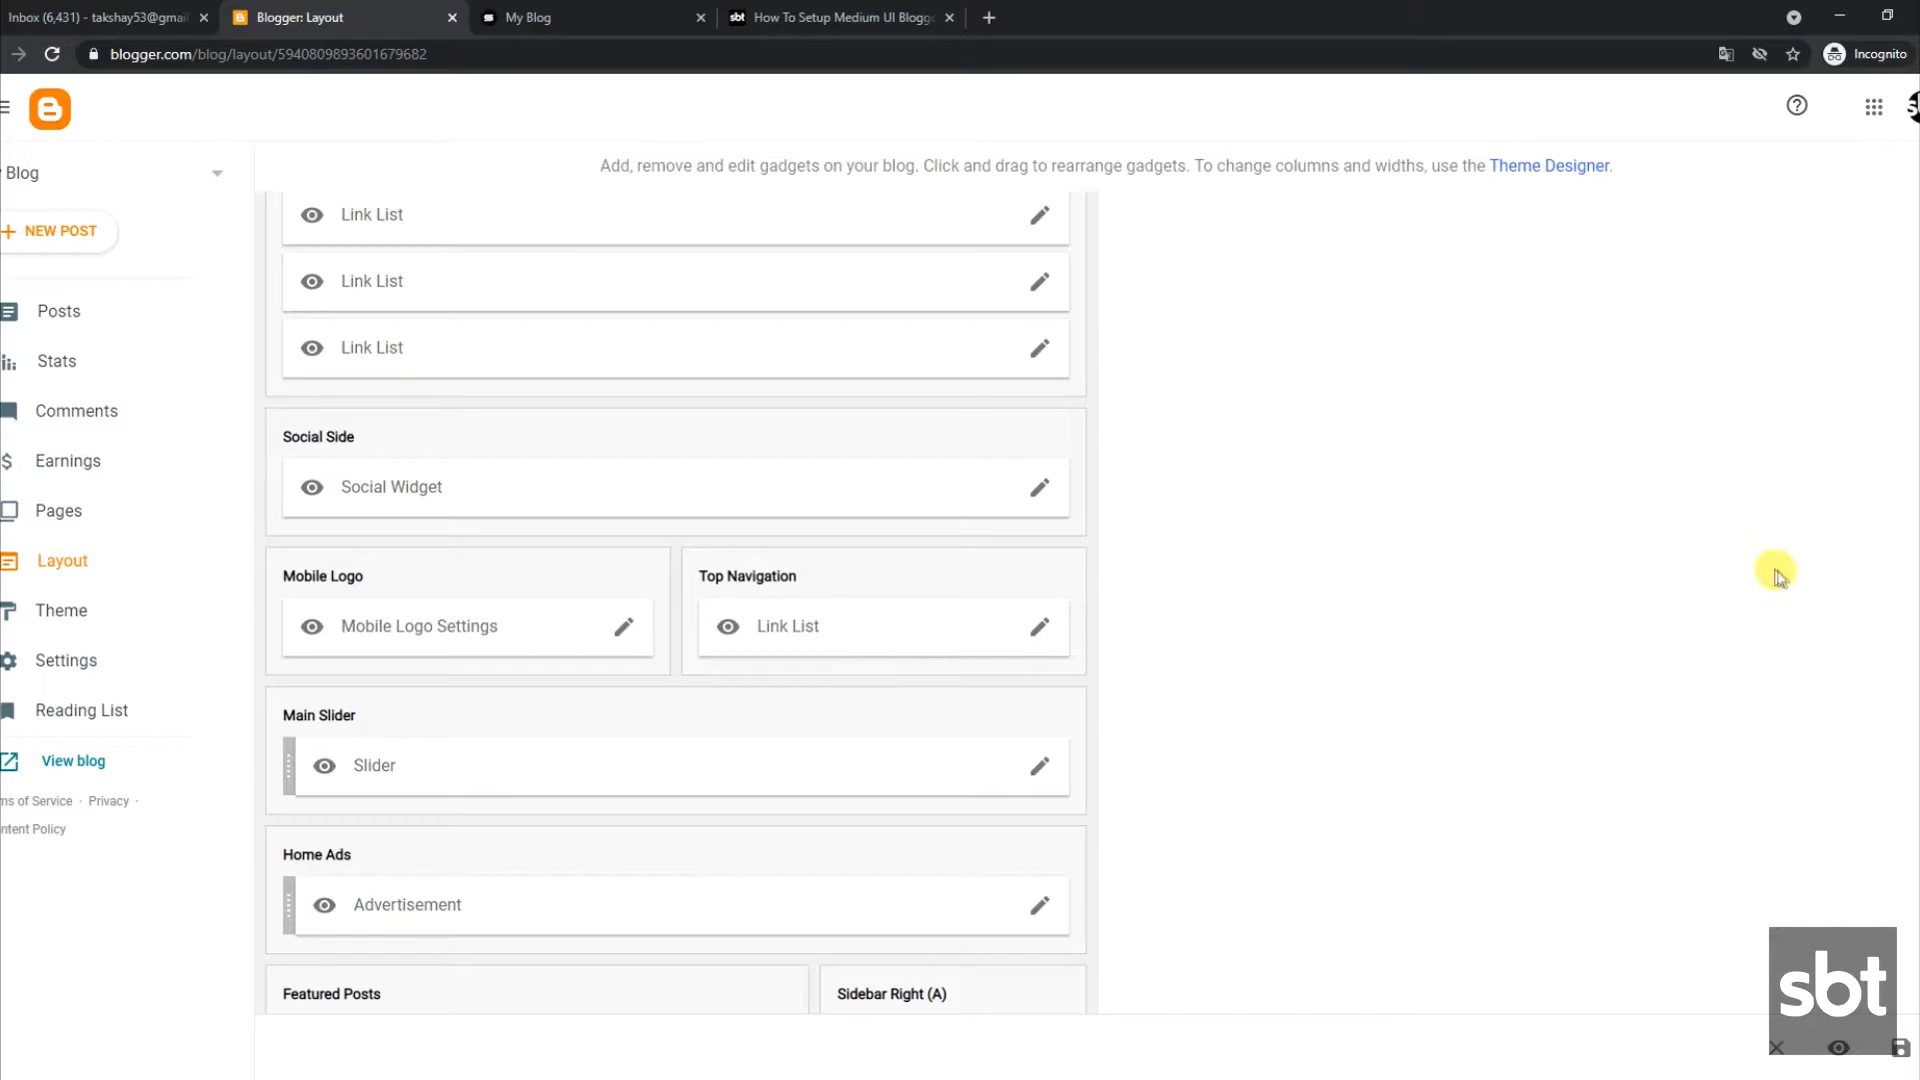 Inbox (6,431) - takshay53@gmai
Blogger: Layout
My Blog
sbt How To Setup Medium UI Blogge
blogger.com/blog/layout/5940809893601679682
Incognito
Add, remove and edit gadgets on your blog. Click and drag to rearrange gadgets. To change columns and widths, use the Theme Designer.
Blog
NEW POST
Posts
Stats
Comments
Earnings
Pages
Layout
Theme
Settings
Reading List
View blog
ms of Service · Privacy ·
ntent Policy
Link List
Link List
Link List
Social Side
Social Widget
Mobile Logo
Top Navigation
Mobile Logo Settings
Link List
Main Slider
Slider
Home Ads
Advertisement
Featured Posts
Sidebar Right (A)
sbt